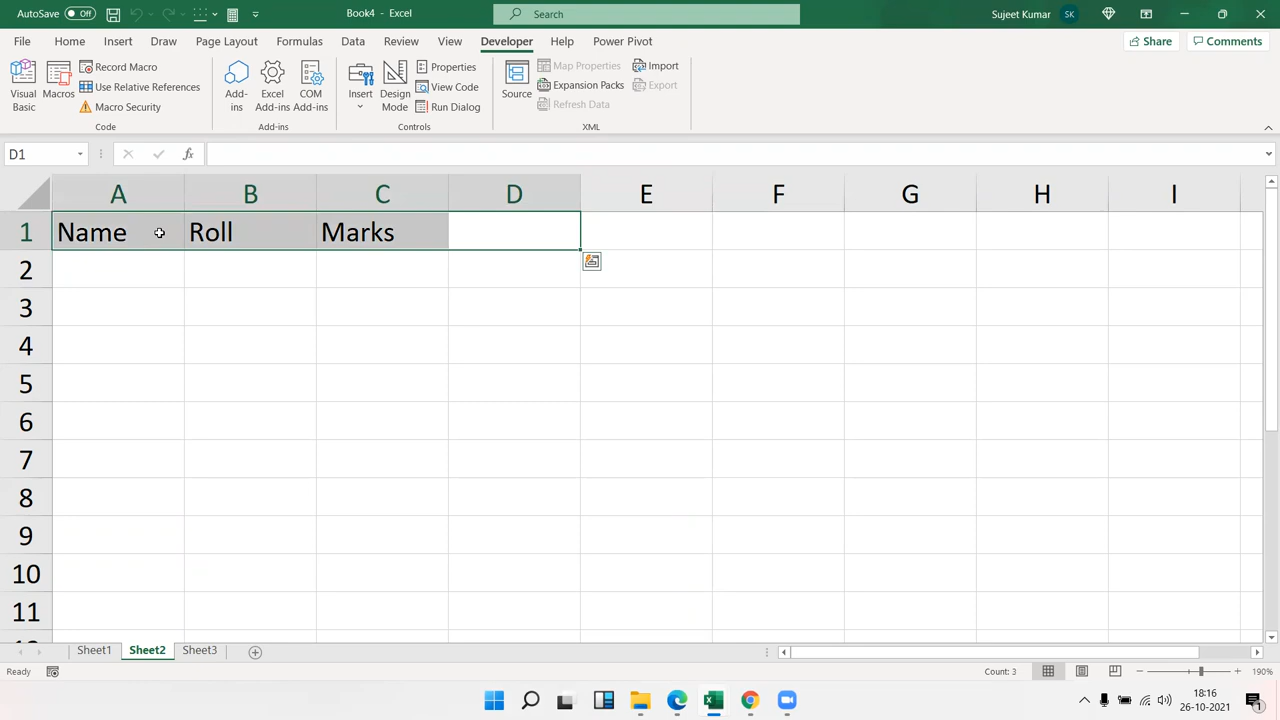 AutoSave Off Book4 - Excel Search Sujeet Kumar SK
File Home Insert Draw Page Layout Formulas Data Review View Developer Help Power Pivot Share Comments
Visual Basic Macros Record Macro Use Relative References Macro Security Code
Add-ins Excel Add-ins COM Add-ins Add-ins
Insert Design Mode Properties View Code Run Dialog Controls
Source Map Properties Expansion Packs Refresh Data Import Export XML
D1 fx
A B C D E F G H I
1 Name Roll Marks
2
3
4
5
6
7
8
9
10
11
Sheet1 Sheet2 Sheet3
Ready Count: 3 190%
18:16
26-10-2021 1